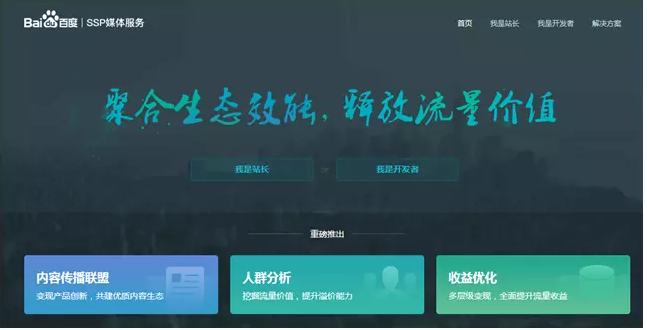 Bai du 百度 | SSP媒体服务
首页 我是站长 我是开发者 解决方案
聚合生态效能，释放流量价值
我是站长 or 我是开发者
重磅推出
内容传播联盟
变现产品创新，共建优质内容生态
人群分析
挖掘流量价值，提升溢价能力
收益优化
多层级变现，全面提升流量收益